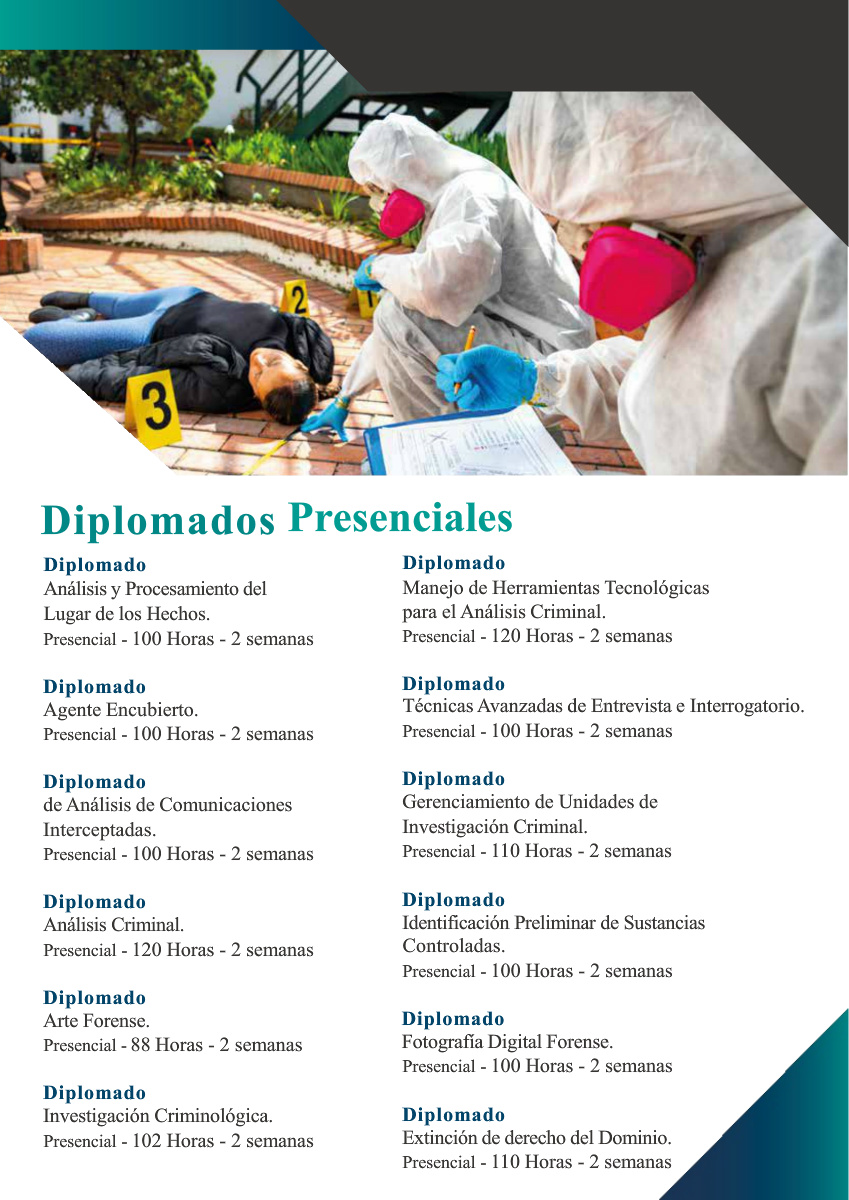 2
1
3
Diplomados Presenciales
Diplomado
Análisis y Procesamiento del
Lugar de los Hechos.
Presencial - 100 Horas - 2 semanas
Diplomado
Agente Encubierto.
Presencial - 100 Horas - 2 semanas
Diplomado
de Análisis de Comunicaciones
Interceptadas.
Presencial - 100 Horas - 2 semanas
Diplomado
Análisis Criminal.
Presencial - 120 Horas - 2 semanas
Diplomado
Arte Forense.
Presencial - 88 Horas - 2 semanas
Diplomado
Investigación Criminológica.
Presencial - 102 Horas - 2 semanas
Diplomado
Manejo de Herramientas Tecnológicas
para el Análisis Criminal.
Presencial - 120 Horas - 2 semanas
Diplomado
Técnicas Avanzadas de Entrevista e Interrogatorio.
Presencial - 100 Horas - 2 semanas
Diplomado
Gerenciamiento de Unidades de
Investigación Criminal.
Presencial - 110 Horas - 2 semanas
Diplomado
Identificación Preliminar de Sustancias
Controladas.
Presencial - 100 Horas - 2 semanas
Diplomado
Fotografía Digital Forense.
Presencial - 100 Horas - 2 semanas
Diplomado
Extinción de derecho del Dominio.
Presencial - 110 Horas - 2 semanas